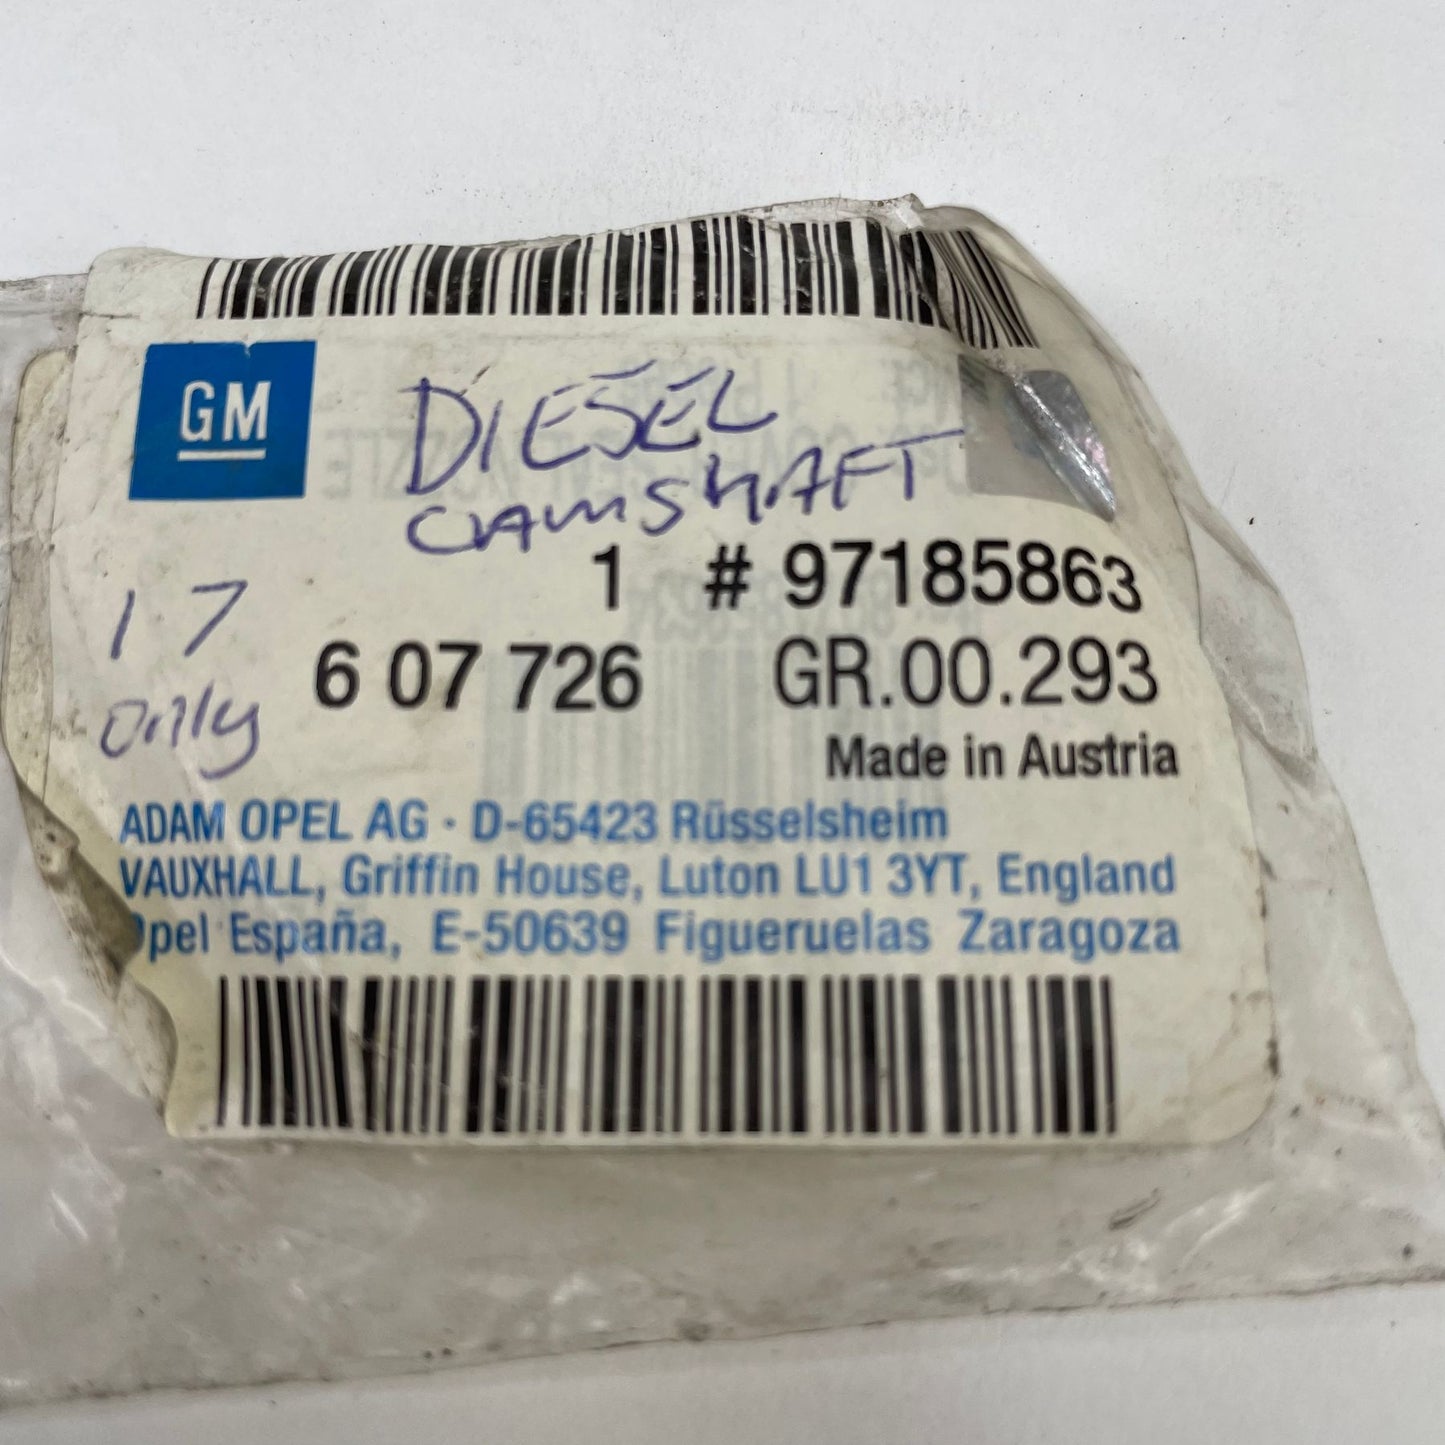 GM
DIESEL
CAMSHAFT
1 # 97185863
17
only
6 07 726 GR.00.293
Made in Austria
ADAM OPEL AG · D-65423 Rüsselsheim
VAUXHALL, Griffin House, Luton LU1 3YT, England
Opel España, E-50639 Figueruelas Zaragoza